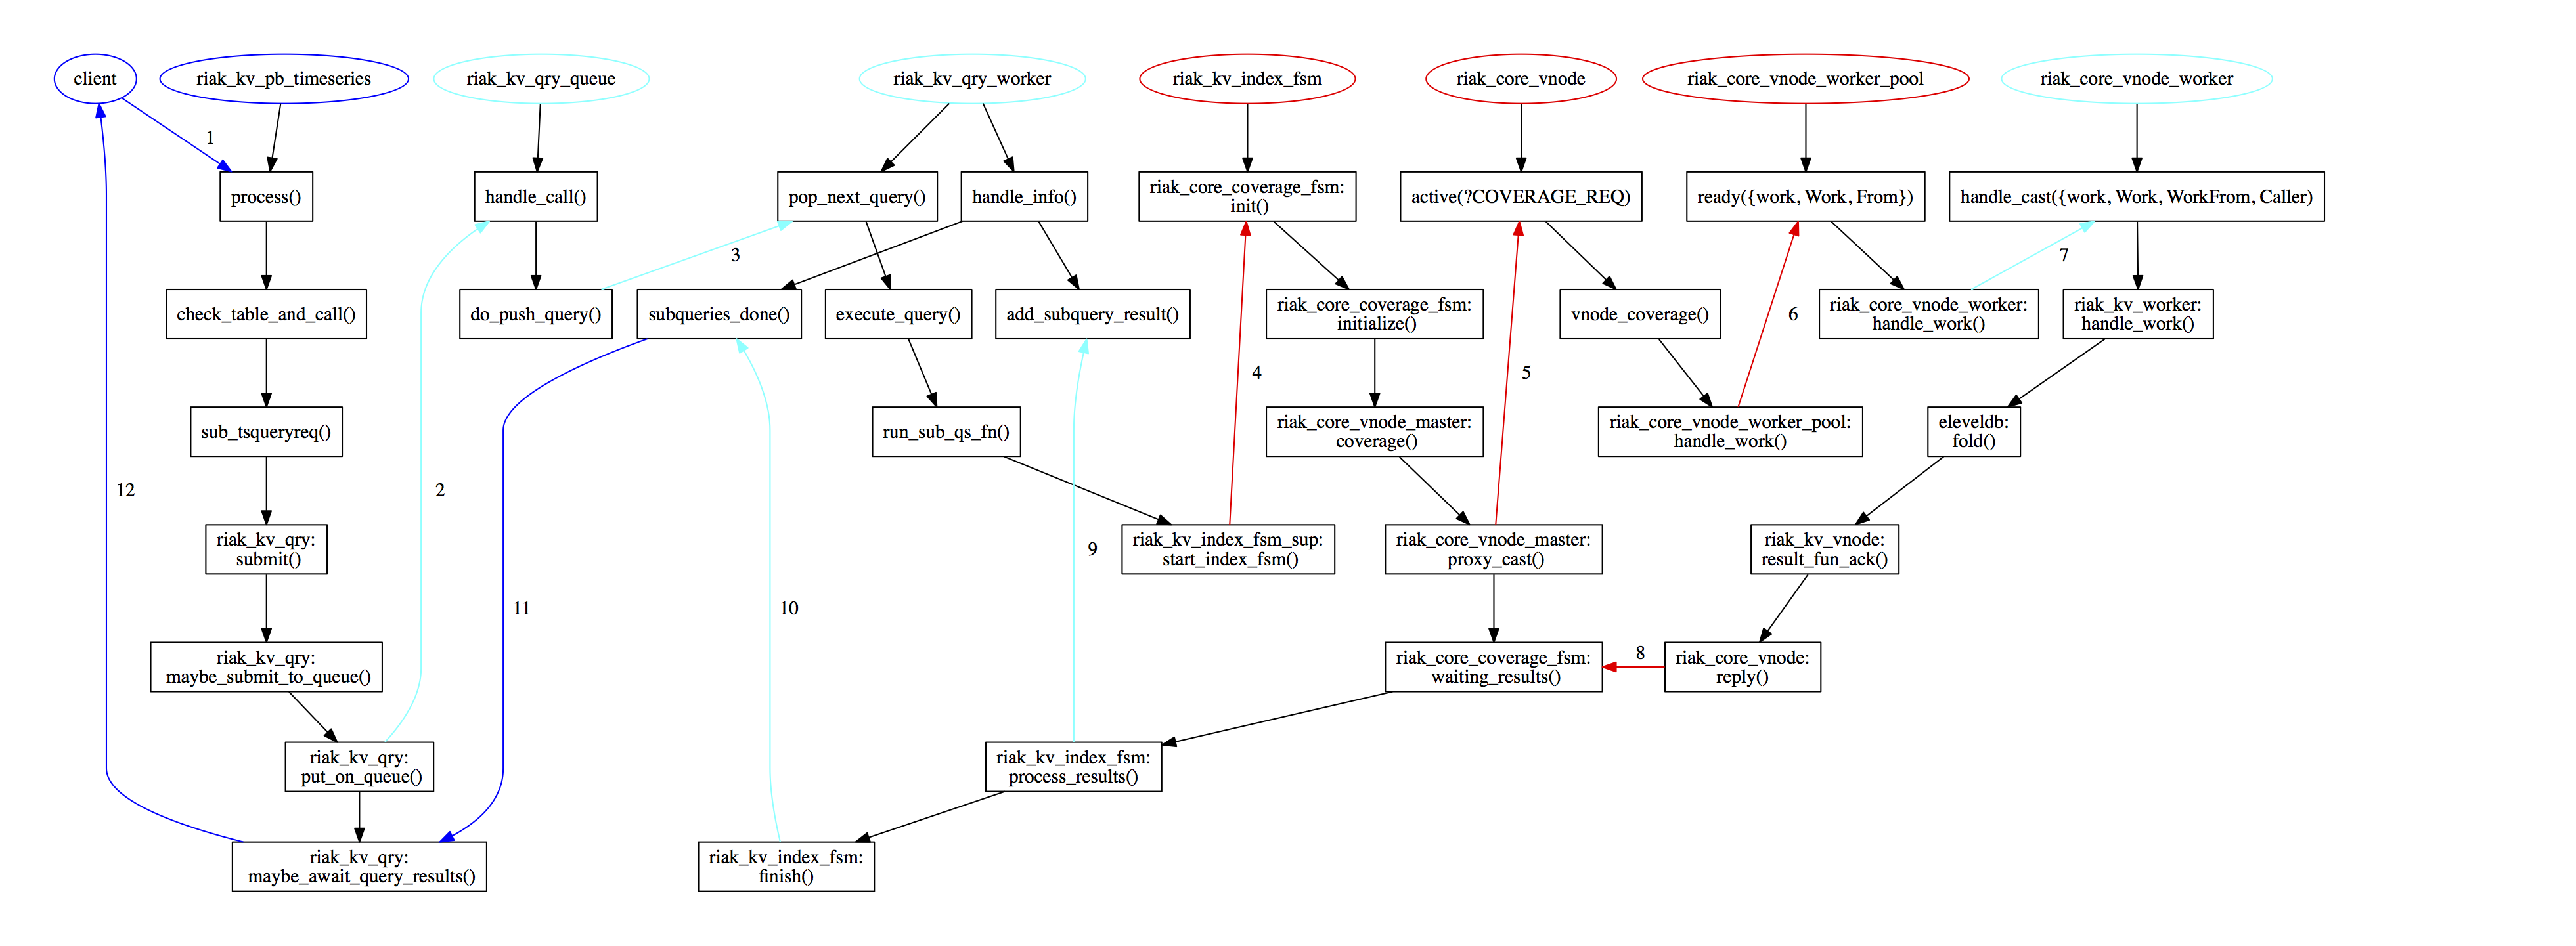 client
riak_kv_pb_timeseries
riak_kv_qry_queue
riak_kv_qry_worker
riak_kv_index_fsm
riak_core_vnode
riak_core_vnode_worker_pool
riak_core_vnode_worker
1
process()
handle_call()
pop_next_query()
handle_info()
riak_core_coverage_fsm:
init()
active(?COVERAGE_REQ)
ready({work, Work, From})
handle_cast({work, Work, WorkFrom, Caller)
3
7
check_table_and_call()
do_push_query()
subqueries_done()
execute_query()
add_subquery_result()
riak_core_coverage_fsm:
initialize()
vnode_coverage()
6
riak_core_vnode_worker:
handle_work()
riak_kv_worker:
handle_work()
4
5
sub_tsqueryreq()
run_sub_qs_fn()
riak_core_vnode_master:
coverage()
riak_core_vnode_worker_pool:
handle_work()
eleveldb:
fold()
12
2
riak_kv_qry:
submit()
9
riak_kv_index_fsm_sup:
start_index_fsm()
riak_core_vnode_master:
proxy_cast()
riak_kv_vnode:
result_fun_ack()
11
10
riak_kv_qry:
maybe_submit_to_queue()
riak_core_coverage_fsm:
waiting_results()
8
riak_core_vnode:
reply()
riak_kv_qry:
put_on_queue()
riak_kv_index_fsm:
process_results()
riak_kv_qry:
maybe_await_query_results()
riak_kv_index_fsm:
finish()